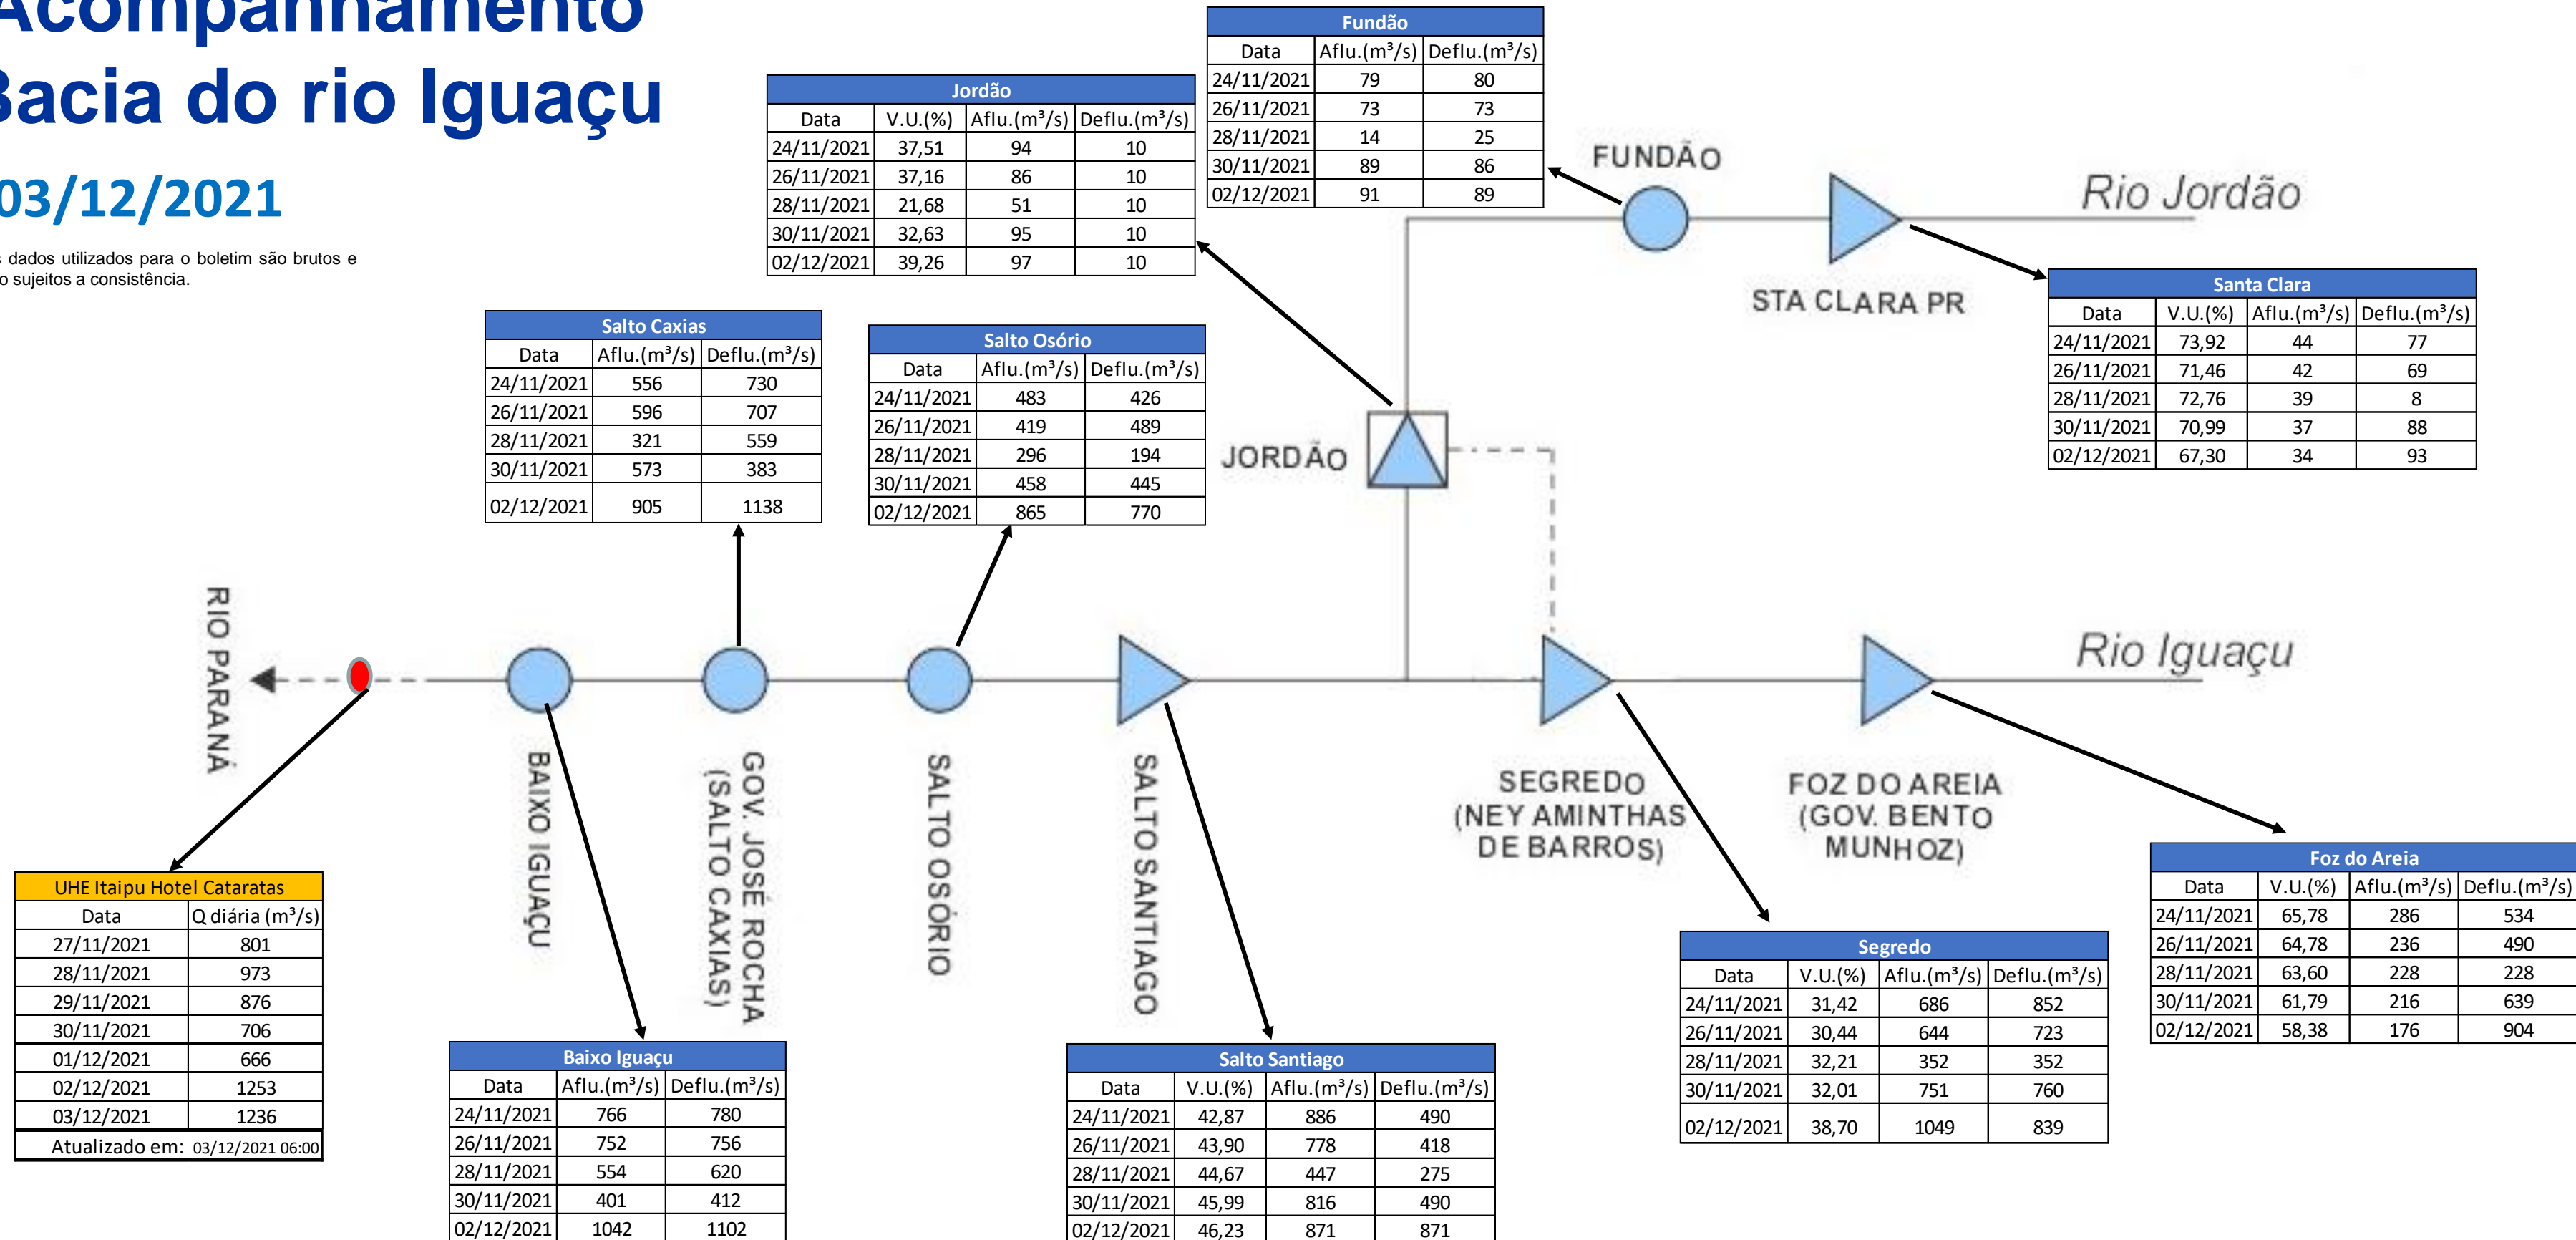 Acompanhamento
Bacia do rio Iguaçu
03/12/2021
s dados utilizados para o boletim são brutos e
o sujeitos a consistência.
Fundão
Data Aflu.(m³/s) Deflu.(m³/s)
24/11/2021 79 80
26/11/2021 73 73
28/11/2021 14 25
30/11/2021 89 86
02/12/2021 91 89
Jordão
Data V.U.(%) Aflu.(m³/s) Deflu.(m³/s)
24/11/2021 37,51 94 10
26/11/2021 37,16 86 10
28/11/2021 21,68 51 10
30/11/2021 32,63 95 10
02/12/2021 39,26 97 10
FUNDÃO
Rio Jordão
STA CLARA PR
Santa Clara
Data V.U.(%) Aflu.(m³/s) Deflu.(m³/s)
24/11/2021 73,92 44 77
26/11/2021 71,46 42 69
28/11/2021 72,76 39 8
30/11/2021 70,99 37 88
02/12/2021 67,30 34 93
Salto Caxias
Data Aflu.(m³/s) Deflu.(m³/s)
24/11/2021 556 730
26/11/2021 596 707
28/11/2021 321 559
30/11/2021 573 383
02/12/2021 905 1138
Salto Osório
Data Aflu.(m³/s) Deflu.(m³/s)
24/11/2021 483 426
26/11/2021 419 489
28/11/2021 296 194
30/11/2021 458 445
02/12/2021 865 770
JORDÃO
RIO PARANÁ
Rio Iguaçu
BAIXO IGUAÇU
GOV. JOSÉ ROCHA
(SALTO CAXIAS)
SALTO OSÓRIO
SALTO SANTIAGO
SEGREDO
(NEY AMINTHAS
DE BARROS)
FOZ DO AREIA
(GOV. BENTO
MUNHOZ)
UHE Itaipu Hotel Cataratas
Data Q diária (m³/s)
27/11/2021 801
28/11/2021 973
29/11/2021 876
30/11/2021 706
01/12/2021 666
02/12/2021 1253
03/12/2021 1236
Atualizado em: 03/12/2021 06:00
Baixo Iguaçu
Data Aflu.(m³/s) Deflu.(m³/s)
24/11/2021 766 780
26/11/2021 752 756
28/11/2021 554 620
30/11/2021 401 412
02/12/2021 1042 1102
Salto Santiago
Data V.U.(%) Aflu.(m³/s) Deflu.(m³/s)
24/11/2021 42,87 886 490
26/11/2021 43,90 778 418
28/11/2021 44,67 447 275
30/11/2021 45,99 816 490
02/12/2021 46,23 871 871
Segredo
Data V.U.(%) Aflu.(m³/s) Deflu.(m³/s)
24/11/2021 31,42 686 852
26/11/2021 30,44 644 723
28/11/2021 32,21 352 352
30/11/2021 32,01 751 760
02/12/2021 38,70 1049 839
Foz do Areia
Data V.U.(%) Aflu.(m³/s) Deflu.(m³/s)
24/11/2021 65,78 286 534
26/11/2021 64,78 236 490
28/11/2021 63,60 228 228
30/11/2021 61,79 216 639
02/12/2021 58,38 176 904